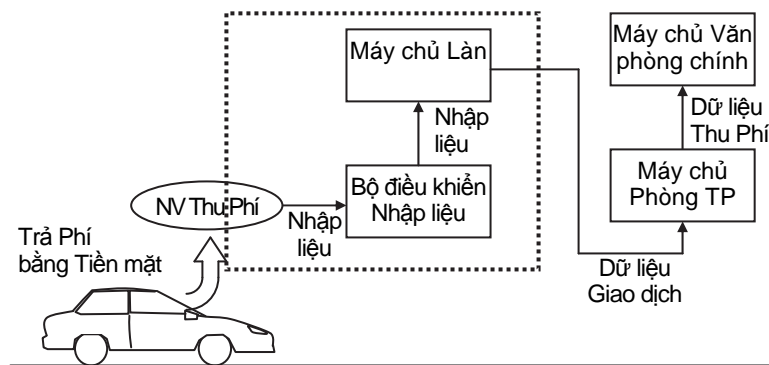 Máy chủ Làn
Máy chủ Văn
phòng chính
Nhập
liệu
Dữ liệu
Thu Phí
Bộ điều khiển
Nhập liệu
Máy chủ
Phòng TP
NV Thu Phí
Nhập
liệu
Trả Phí
bằng Tiền mặt
Dữ liệu
Giao dịch